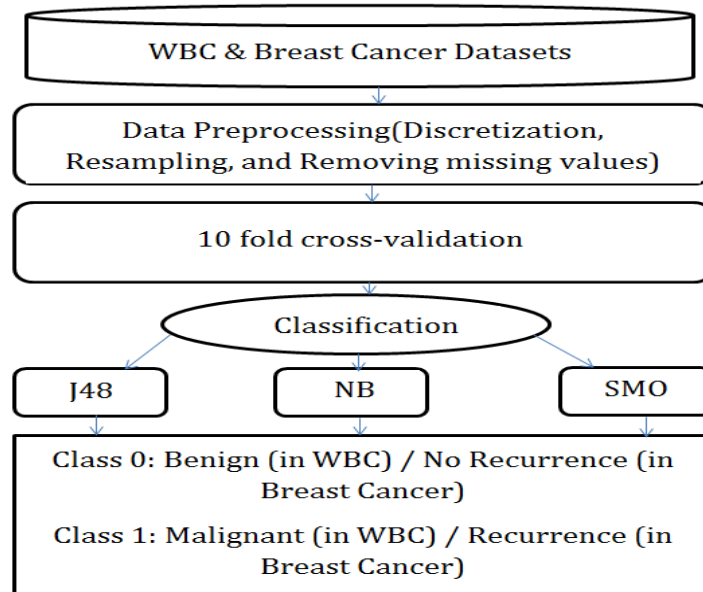 WBC & Breast Cancer Datasets
Data Preprocessing(Discretization,
Resampling, and Removing missing values)
10 fold cross-validation
Classification
J48
NB
SMO
Class 0: Benign (in WBC) / No Recurrence (in
Breast Cancer)
Class 1: Malignant (in WBC) / Recurrence (in
Breast Cancer)